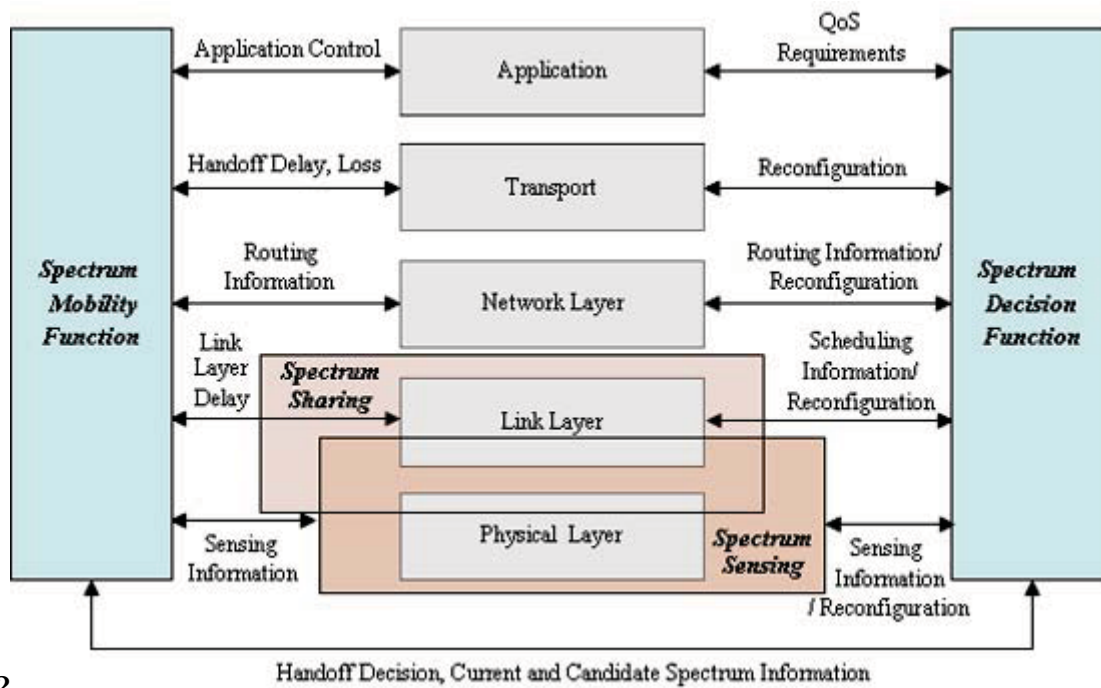 Application Control
Application
QoS
Requirements
Handoff Delay, Loss
Transport
Reconfiguration
Spectrum
Mobility
Function
Routing
Information
Network Layer
Routing Information/
Reconfiguration
Spectrum
Decision
Function
Link
Layer
Delay
Spectrum
Sharing
Link Layer
Scheduling
Information/
Reconfiguration
Sensing
Information
Physical Layer
Spectrum
Sensing
Sensing
Information
/ Reconfiguration
Handoff Decision, Current and Candidate Spectrum Information